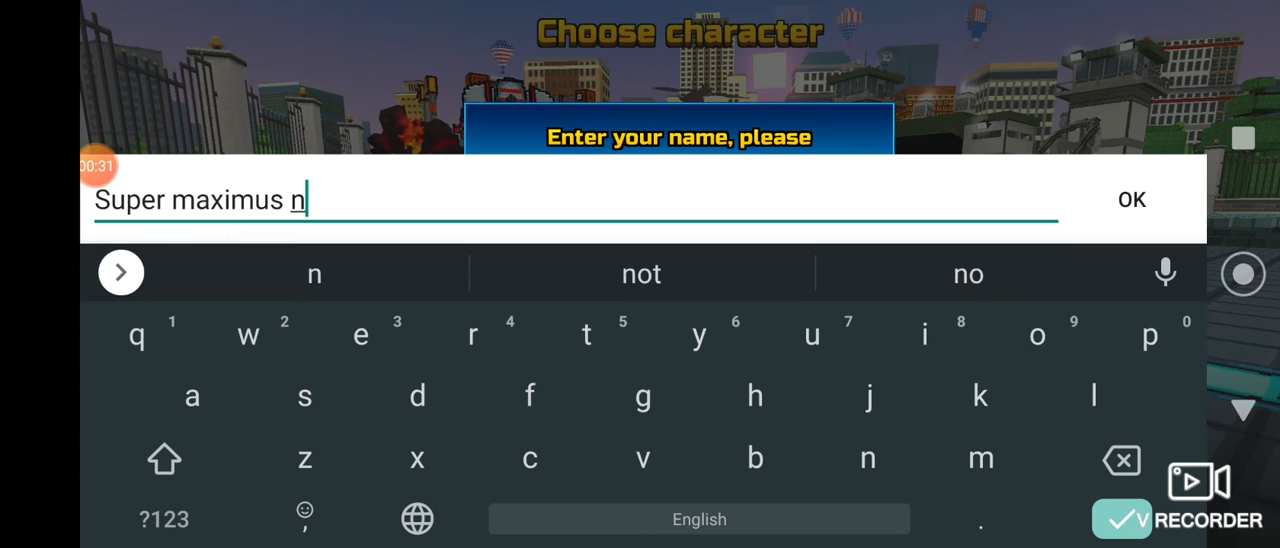 Choose character
Enter your name, please
00:31
Super maximus n
OK
n not no
q 1 w 2 e 3 r 4 t 5 y 6 u 7 i 8 o 9 p 0
a s d f g h j k l
z x c v b n m
?123 , English .
V RECORDER